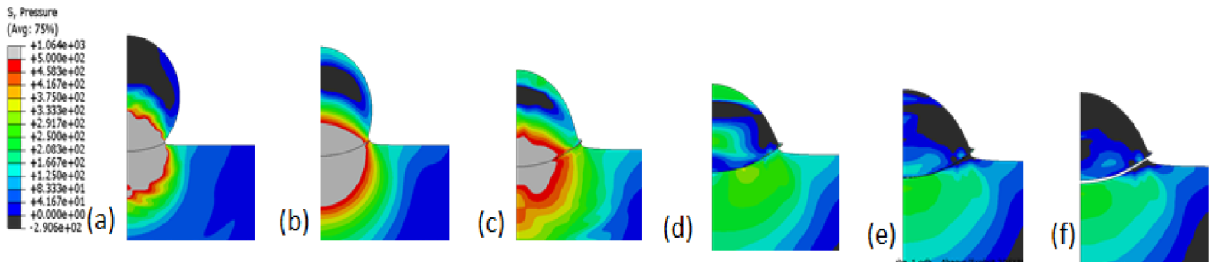 S, Pressure
(Avg: 75%)
+1.064e+03
+5.000e+02
+4.583e+02
+4.167e+02
+3.750e+02
+3.333e+02
+2.917e+02
+2.500e+02
+2.083e+02
+1.667e+02
+1.250e+02
+8.333e+01
+4.167e+01
+0.000e+00
-2.906e+02
(a)
(b)
(c)
(d)
(e)
(f)